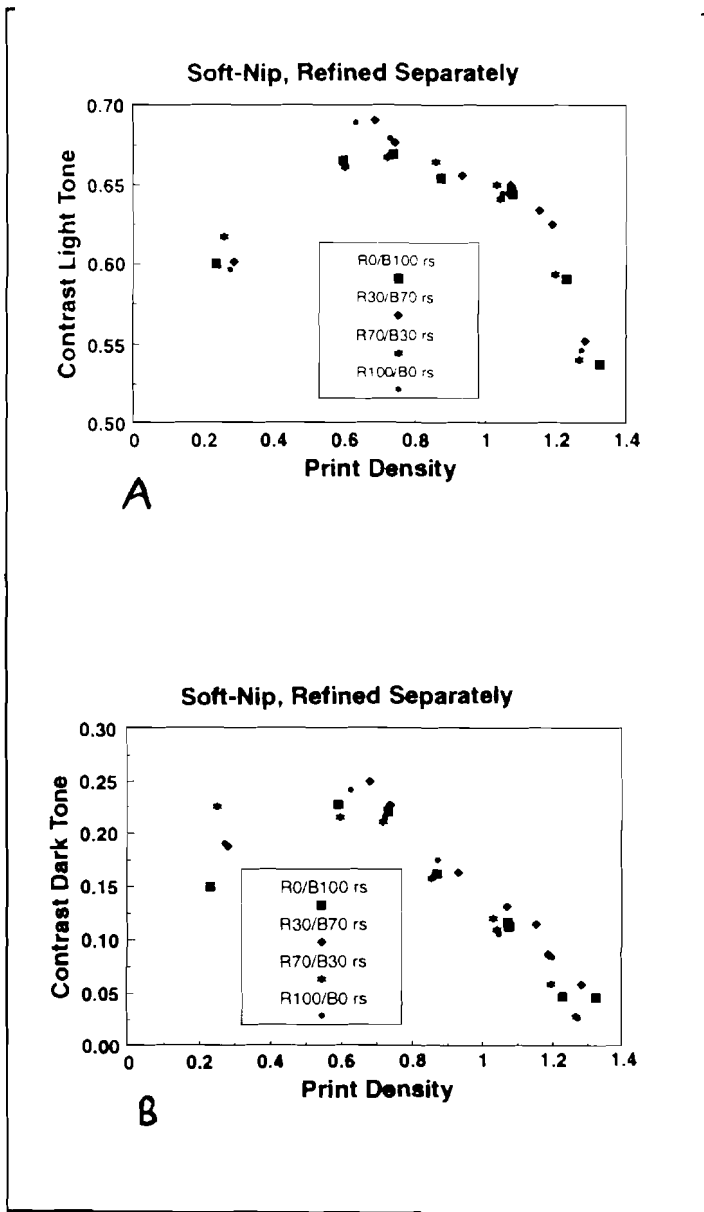 Soft-Nip, Refined Separately
Contrast Light Tone
0.70
0.65
0.60
0.55
0.50
R0/B100 rs
R30/B70 rs
R70/B30 rs
R100/B0 rs
0 0.2 0.4 0.6 0.8 1 1.2 1.4
Print Density
A
Soft-Nip, Refined Separately
Contrast Dark Tone
0.30
0.25
0.20
0.15
0.10
0.05
0.00
R0/B100 rs
R30/B70 rs
R70/B30 rs
R100/B0 rs
0 0.2 0.4 0.6 0.8 1 1.2 1.4
Print Density
B